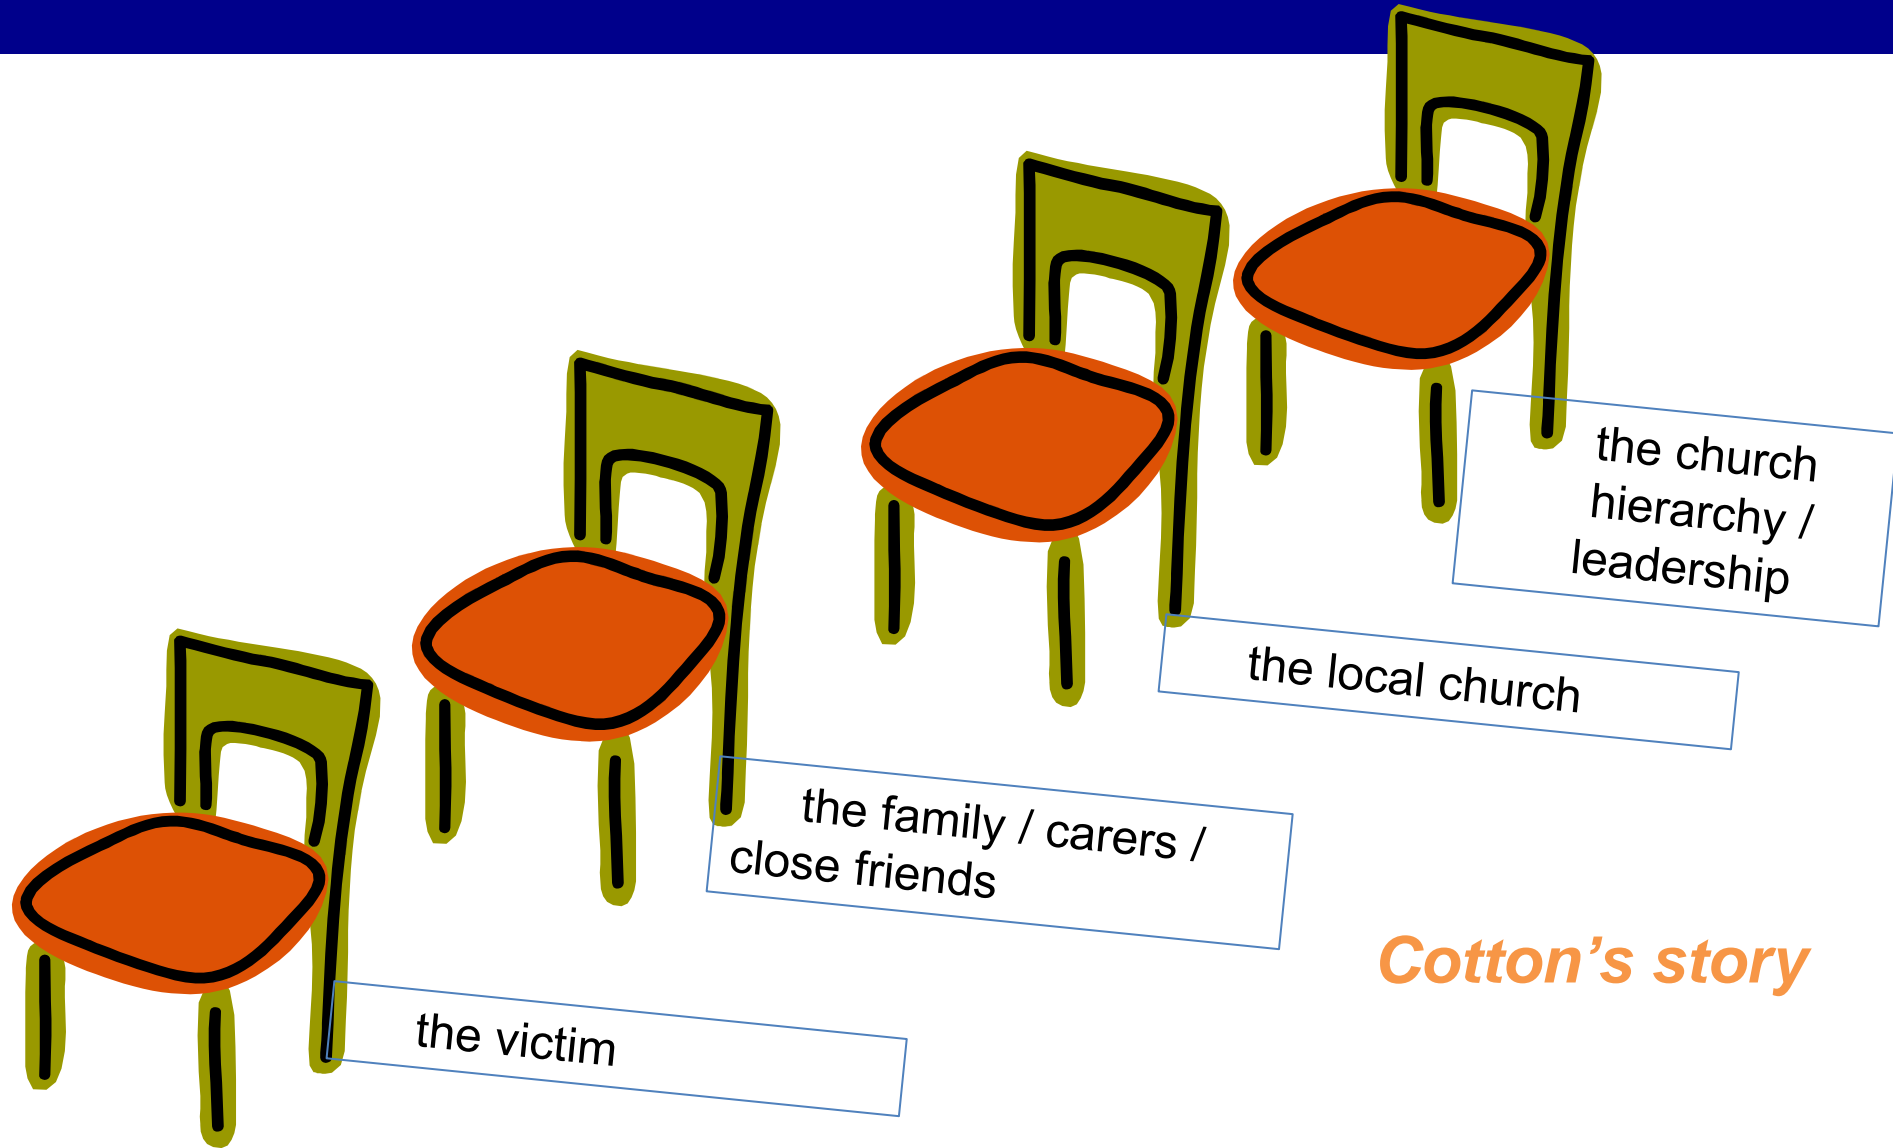 the church
hierarchy /
leadership
the local church
the family / carers /
close friends
Cotton’s story
the victim